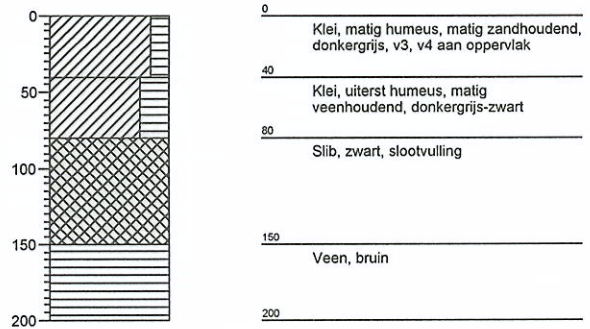 0
50
100
150
200
0
Klei, matig humeus, matig zandhoudend,
donkergrijs, v3, v4 aan oppervlak
40
Klei, uiterst humeus, matig
veenhoudend, donkergrijs-zwart
80
Slib, zwart, slootvulling
150
Veen, bruin
200